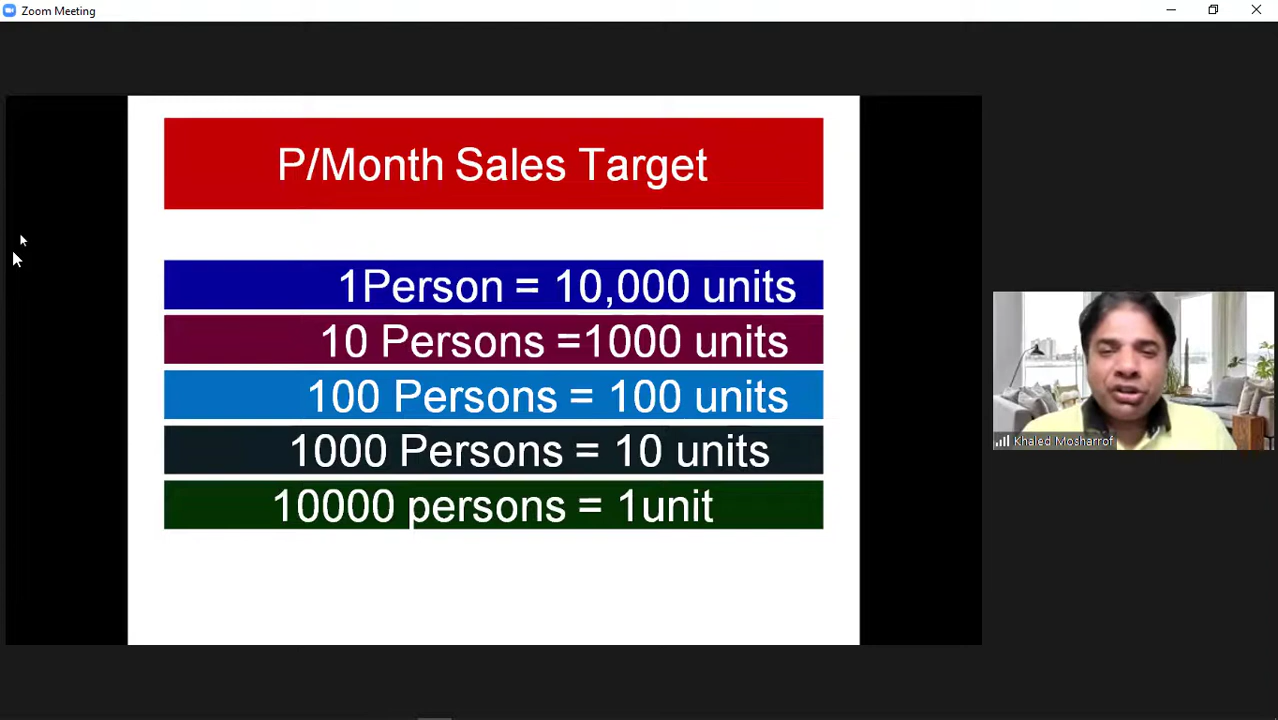 Zoom Meeting
P/Month Sales Target
1Person = 10,000 units
10 Persons =1000 units
100 Persons = 100 units
1000 Persons = 10 units
10000 persons = 1unit
Khaled Mosharrof